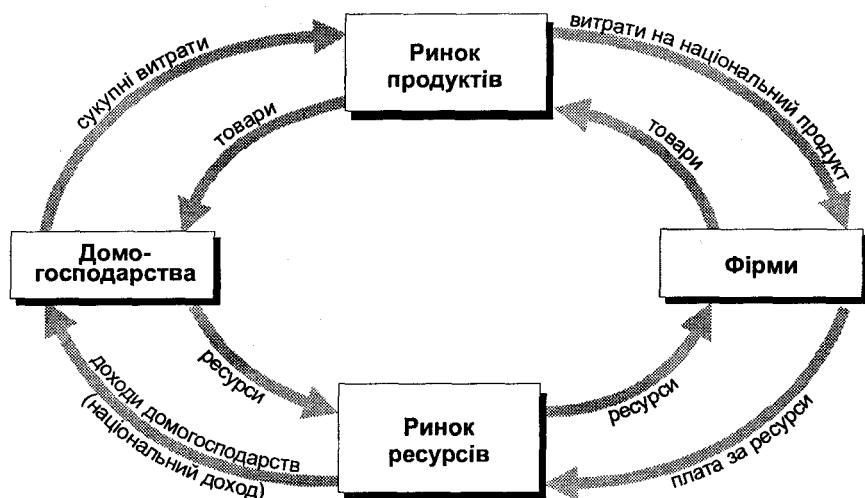 Ринок
продуктів
сукупні витрати
витрати на національний продукт
товари
товари
Домо-
господарства
Фірми
ресурси
ресурси
доходи домогосподарств
(національний доход)
Ринок
ресурсів
плата за ресурси